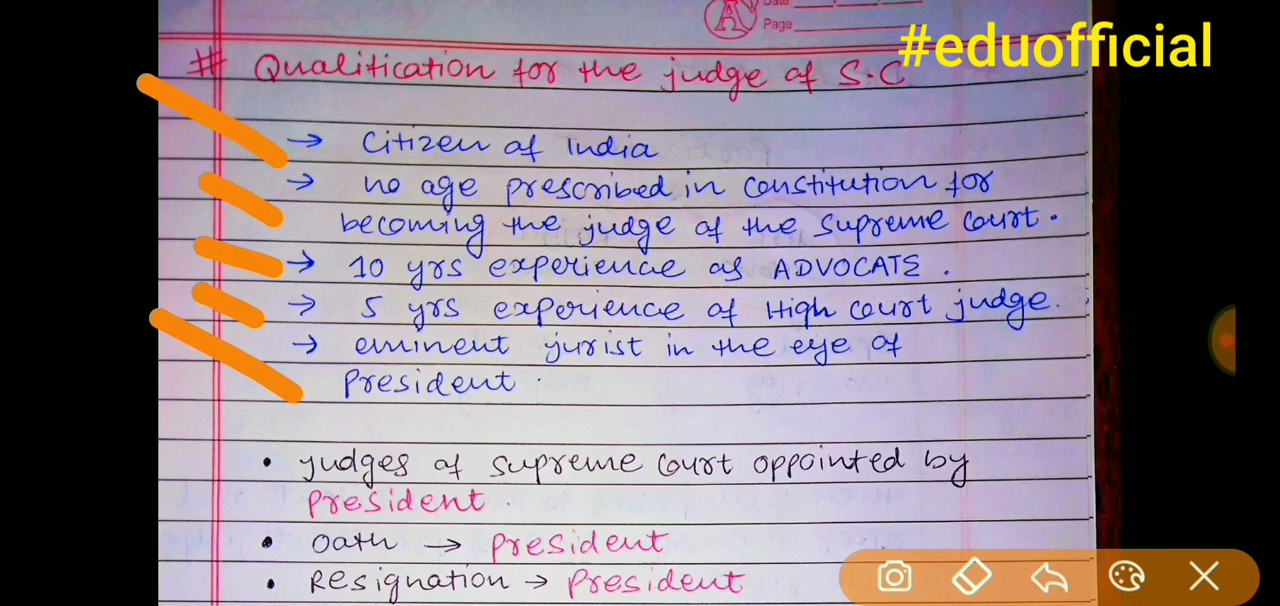 Date
Page
#eduofficial
# Qualification for the judge of S.C
→ Citizen of India
→ no age prescribed in constitution for
becoming the judge of the Supreme Court.
→ 10 yrs experience as ADVOCATE.
→ 5 yrs experience of High Court judge.
→ eminent jurist in the eye of
President.
• Judges of Supreme Court oppointed by
President.
• Oath → President
• Resignation → President